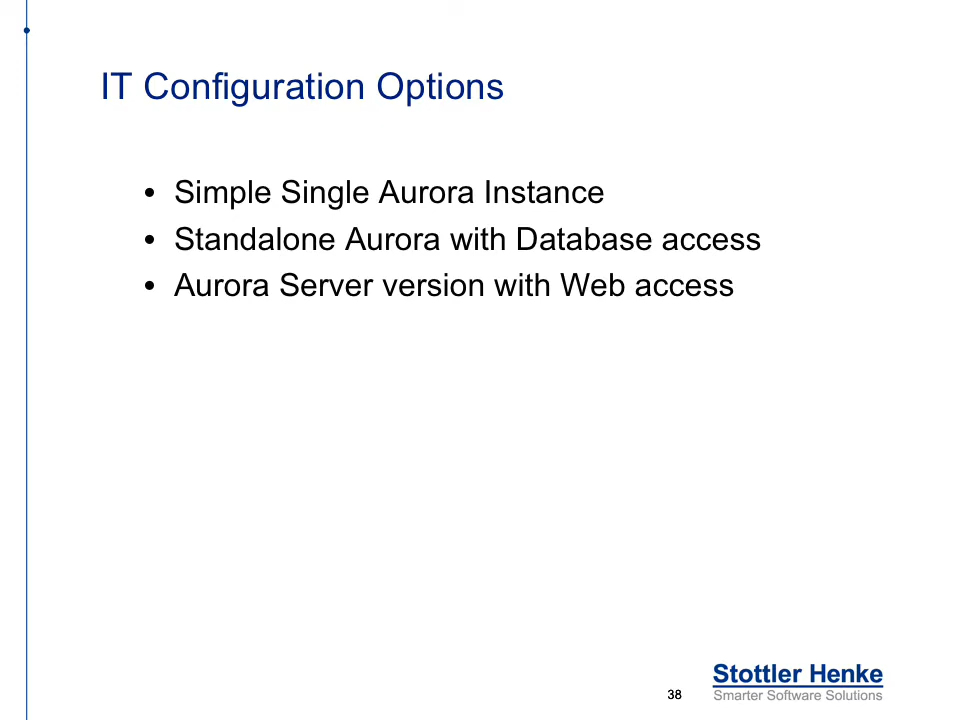 IT Configuration Options
• Simple Single Aurora Instance
• Standalone Aurora with Database access
• Aurora Server version with Web access
38
Stottler Henke
Smarter Software Solutions